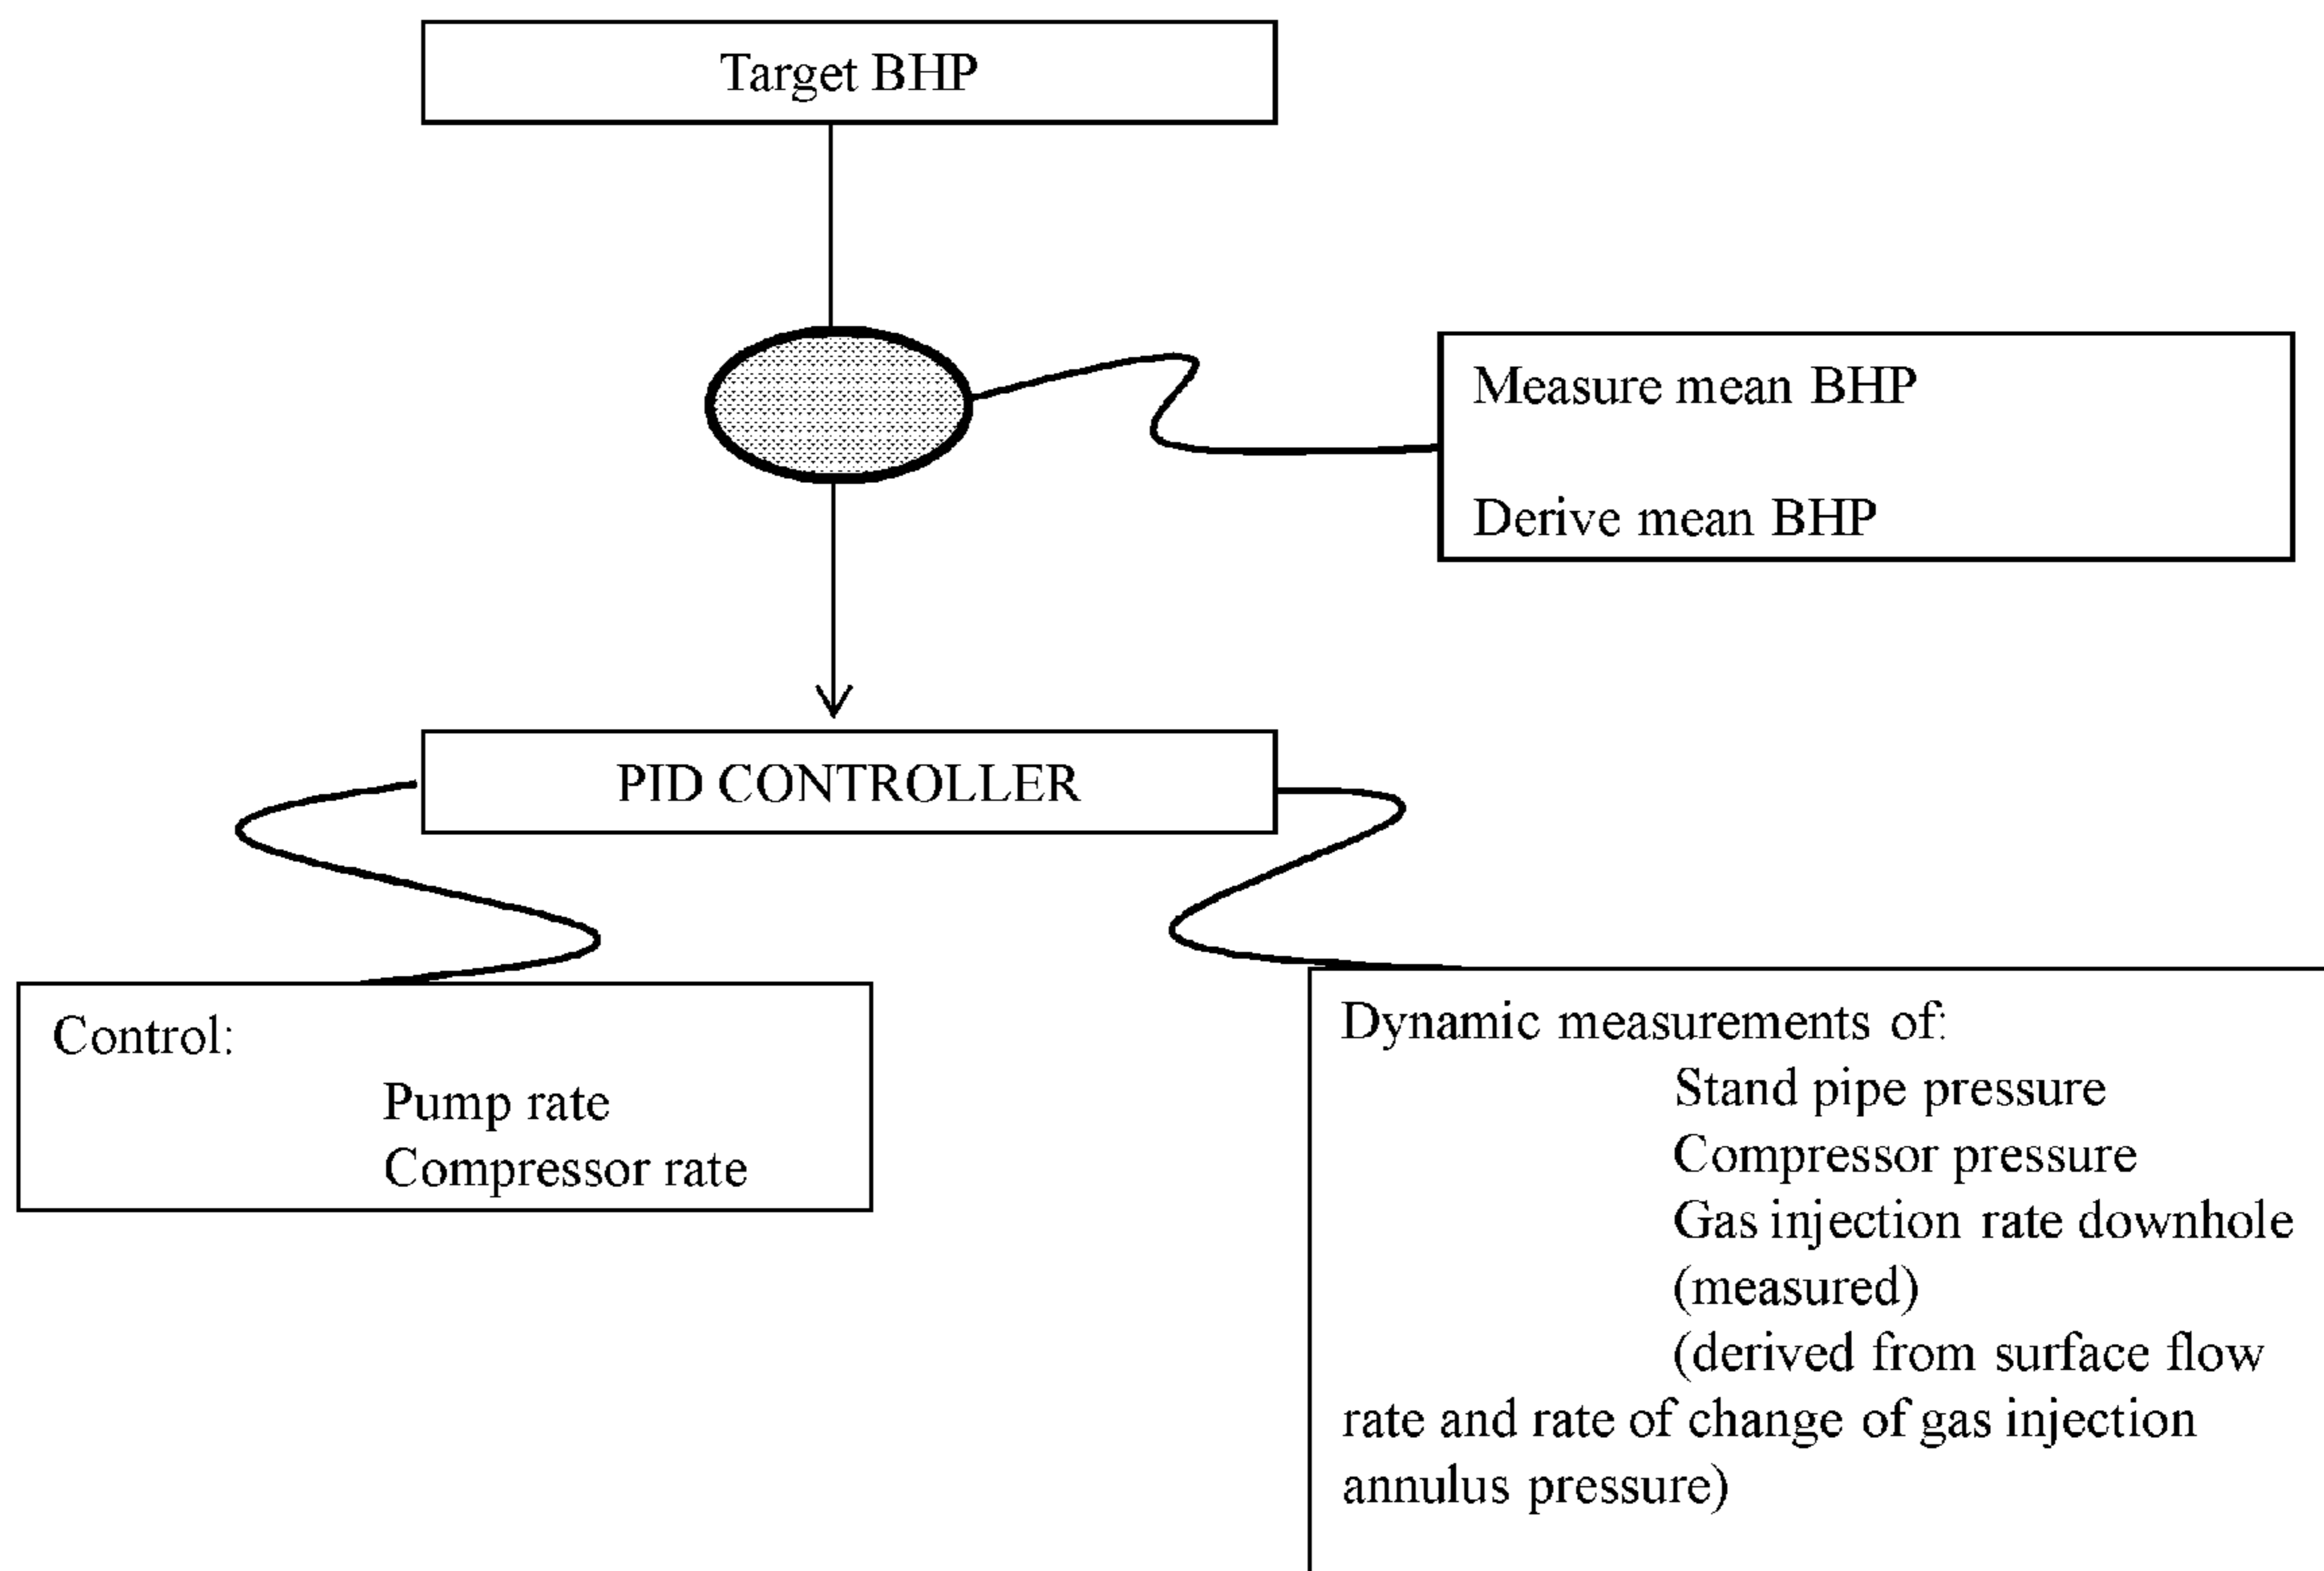 Target BHP
Measure mean BHP
Derive mean BHP
PID CONTROLLER
Control:
Pump rate
Compressor rate
Dynamic measurements of:
Stand pipe pressure
Compressor pressure
Gas injection rate downhole
(measured)
(derived from surface flow
rate and rate of change of gas injection
annulus pressure)